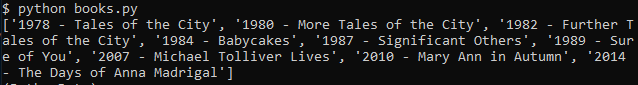 $ python books.py
['1978 - Tales of the City', '1980 - More Tales of the City', '1982 - Further T
ales of the City', '1984 - Babycakes', '1987 - Significant Others', '1989 - Sur
e of You', '2007 - Michael Tolliver Lives', '2010 - Mary Ann in Autumn', '2014
- The Days of Anna Madrigal']